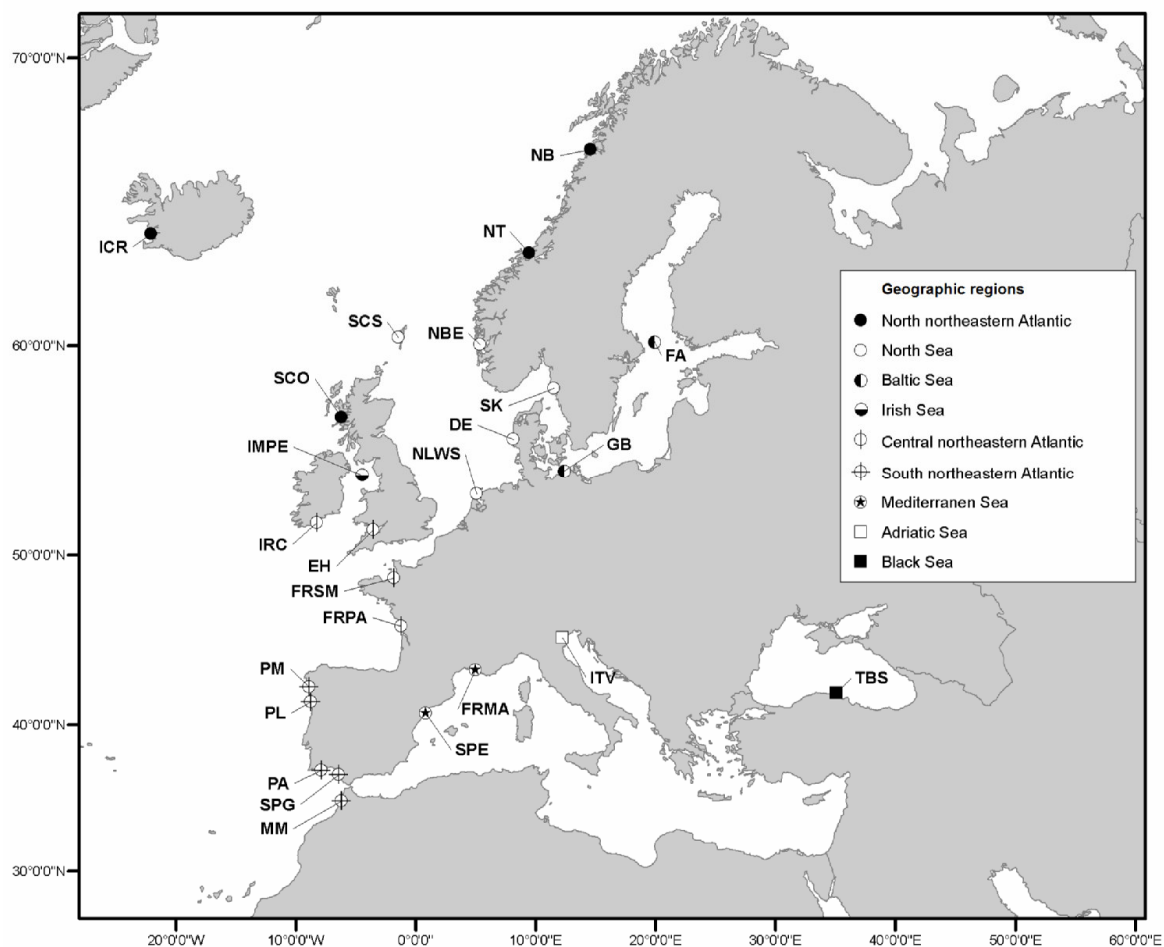 70°0'0"N
NB
NT
ICR
SCS
NBE
60°0'0"N
FA
SCO
SK
DE
IMPE
GB
NLWS
IRC
50°0'0"N
EH
FRSM
FRPA
PM
ITV
TBS
PL
FRMA
40°0'0"N
SPE
PA
SPG
MM
30°0'0"N
Geographic regions
North northeastern Atlantic
North Sea
Baltic Sea
Irish Sea
Central northeastern Atlantic
South northeastern Atlantic
Mediterranen Sea
Adriatic Sea
Black Sea
20°0'0"W 10°0'0"W 0°0'0" 10°0'0"E 20°0'0"E 30°0'0"E 40°0'0"E 50°0'0"E 60°0'0"E